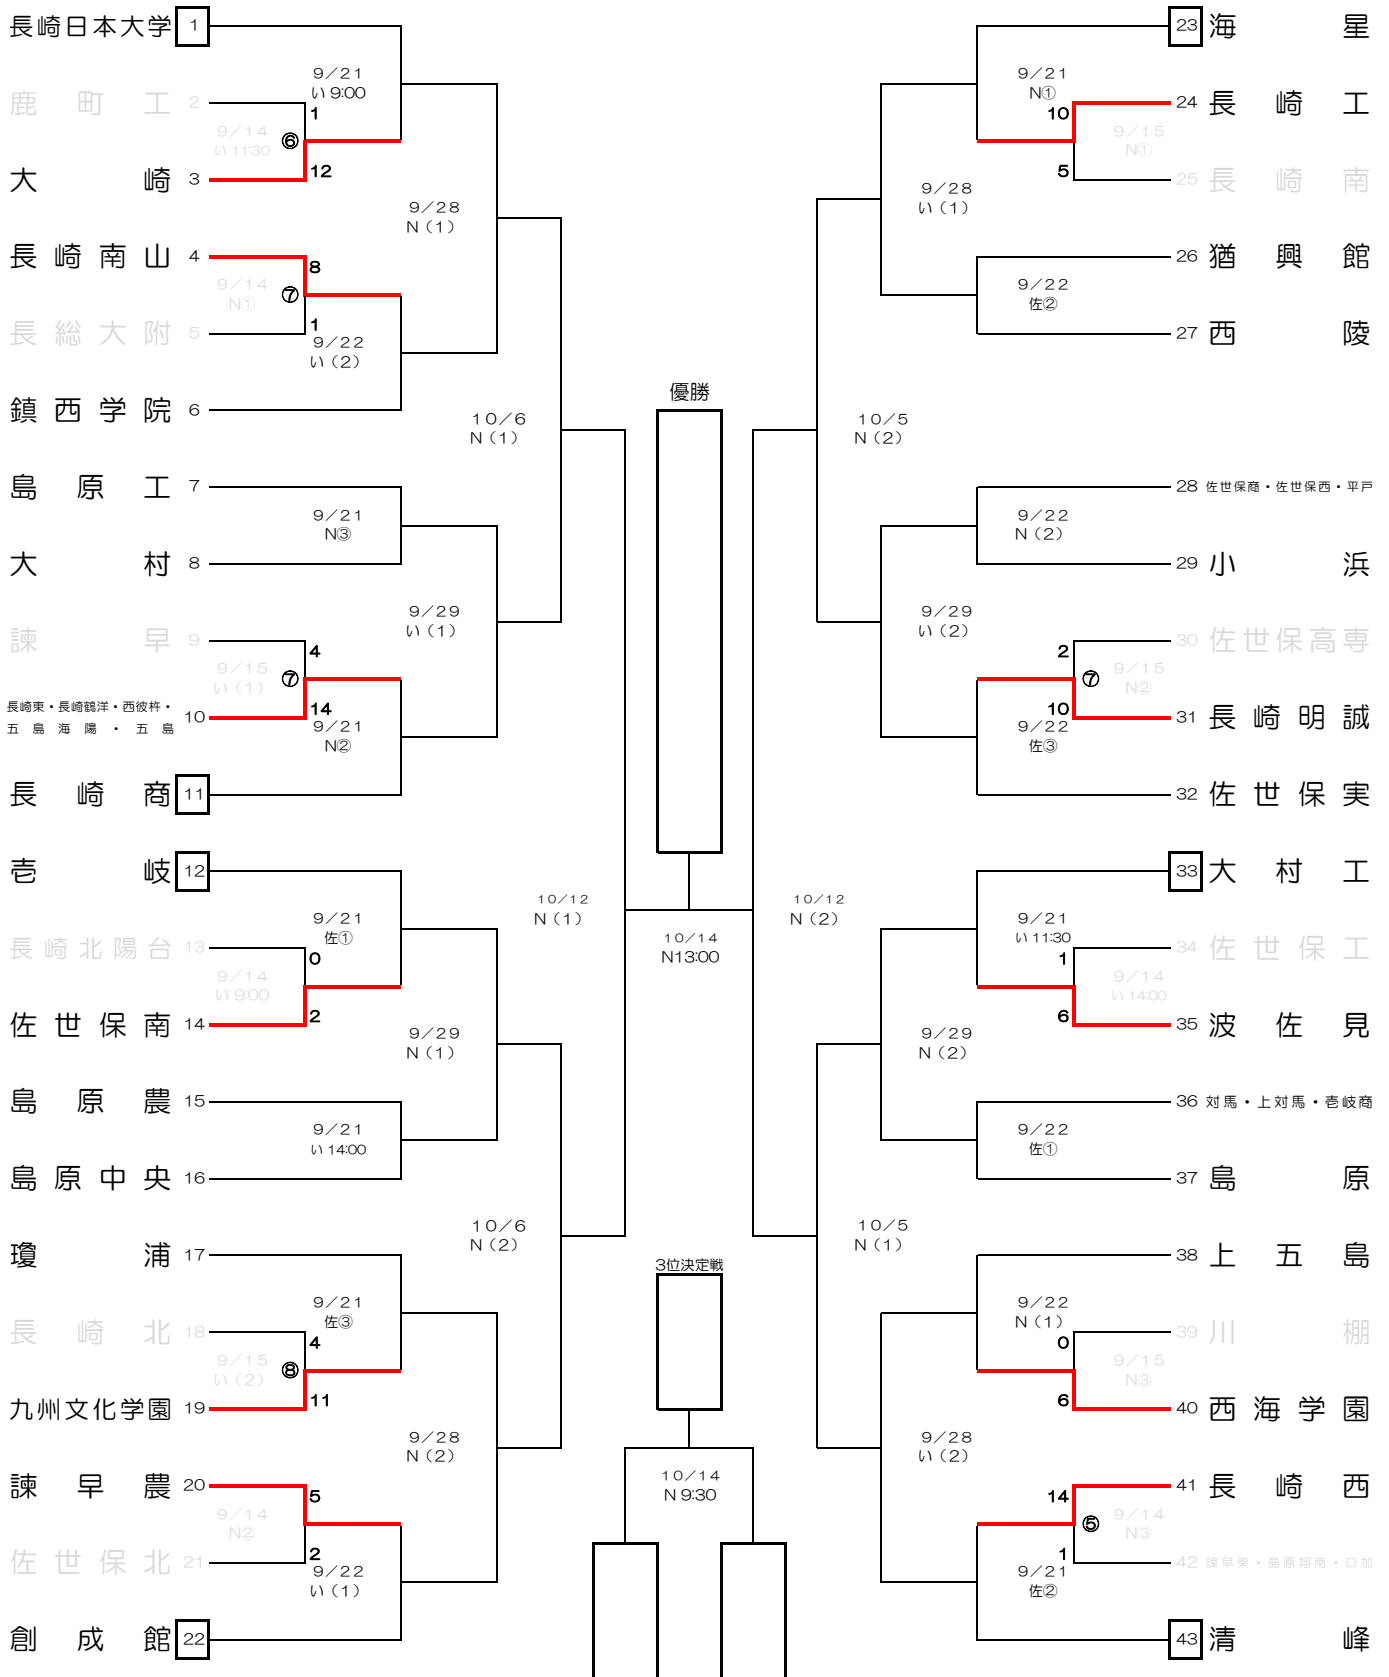 長崎日本大学 1
9／21
い 9:00
鹿町工 2
1
9／14
い 11:30
⑥
大崎 3
12
9／28
N（1）
長崎南山 4
8
9／14
N①
⑦
長総大附 5
1
9／22
い（2）
鎮西学院 6
10／6
N（1）
島原工 7
9／21
N③
大村 8
9／29
い（1）
諫早 9
4
9／15
い（1）
⑦
長崎東・長崎鶴洋・西彼杵・
五島海陽・五島
10
14
9／21
N②
長崎商 11
壱岐 12
10／12
N（1）
9／21
佐①
長崎北陽台 13
0
9／14
い 9:00
佐世保南 14
2
9／29
N（1）
島原農 15
9／21
い 14:00
島原中央 16
10／6
N（2）
瓊浦 17
9／21
佐③
長崎北 18
4
9／15
い（2）
⑧
九州文化学園 19
11
9／28
N（2）
諫早農 20
5
9／14
N②
佐世保北 21
2
9／22
い（1）
創成館 22
優勝
10／14
N13:00
3位決定戦
10／14
N 9:30
23 海星
9／21
N①
24 長崎工
10
9／15
N①
5
25 長崎南
9／28
い（1）
26 猶興館
9／22
佐②
27 西陵
10／5
N（2）
28 佐世保商・佐世保西・平戸
9／22
N（2）
29 小浜
9／29
い（2）
30 佐世保高専
2
9／15
N②
⑦
10
31 長崎明誠
9／22
佐③
32 佐世保実
33 大村工
10／12
N（2）
9／21
い 11:30
34 佐世保工
1
9／14
い 14:00
6
35 波佐見
9／29
N（2）
36 対馬・上対馬・壱岐商
9／22
佐①
37 島原
10／5
N（1）
38 上五島
9／22
N（1）
39 川棚
0
9／15
N③
6
40 西海学園
9／28
い（2）
41 長崎西
14
9／14
N③
⑤
1
42 諫早東・島原翔南・口加
9／21
佐②
43 清峰